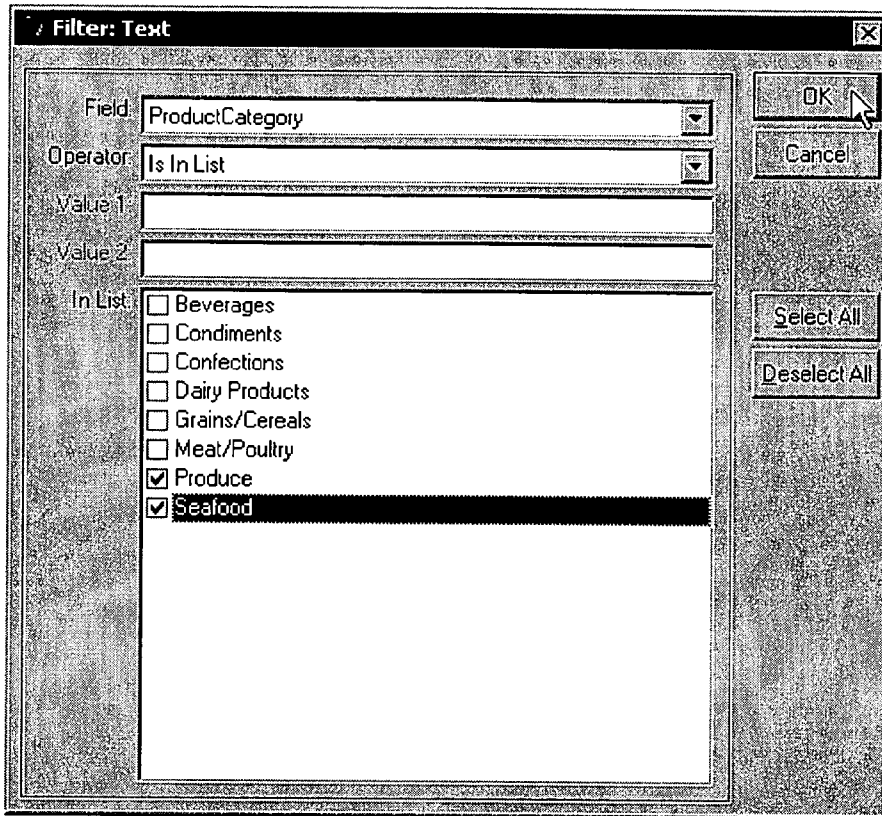 Filter: Text
Field: ProductCategory
OK
Operator: Is In List
Cancel
Value 1:
Value 2:
In List:
Beverages
Condiments
Confections
Dairy Products
Grains/Cereals
Meat/Poultry
Produce
Seafood
Select All
Deselect All